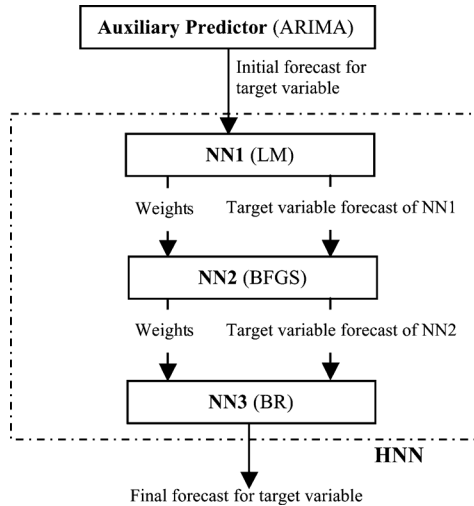 Auxiliary Predictor (ARIMA)
Initial forecast for
target variable
NN1 (LM)
Weights
Target variable forecast of NN1
NN2 (BFGS)
Weights
Target variable forecast of NN2
NN3 (BR)
HNN
Final forecast for target variable